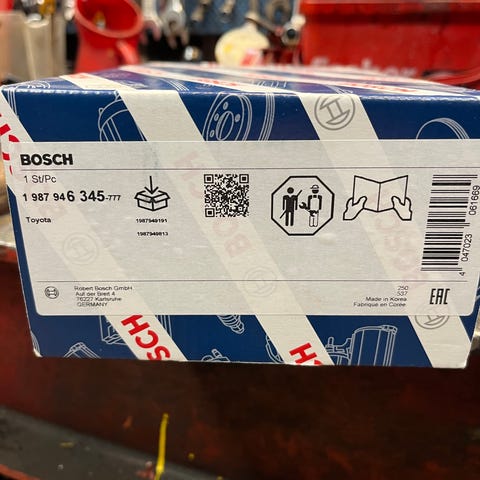 BOSCH
1 St/Pc
1 987 946 345-777
Toyota
1987949191
1987949813
Robert Bosch GmbH
Auf der Breit 4
76227 Karlsruhe
GERMANY
250
537
Made in Korea
Fabriqué en Corée
EAC
4 047023 061669
BOSCH